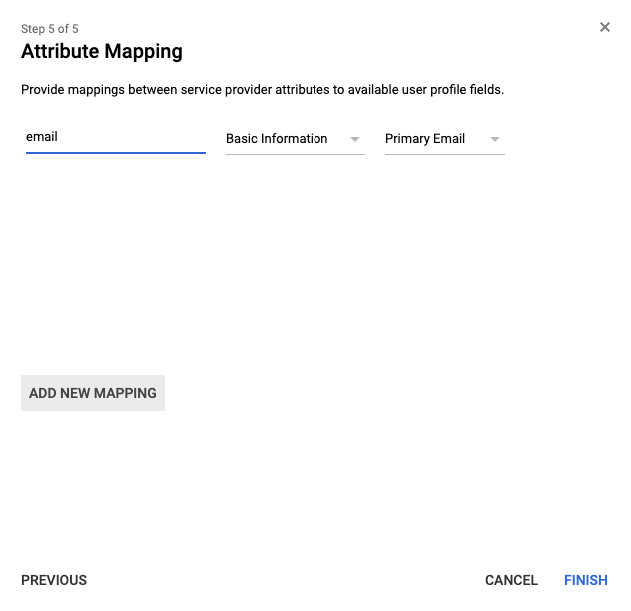 Step 5 of 5
Attribute Mapping
Provide mappings between service provider attributes to available user profile fields.
email Basic Information Primary Email
ADD NEW MAPPING
PREVIOUS CANCEL FINISH